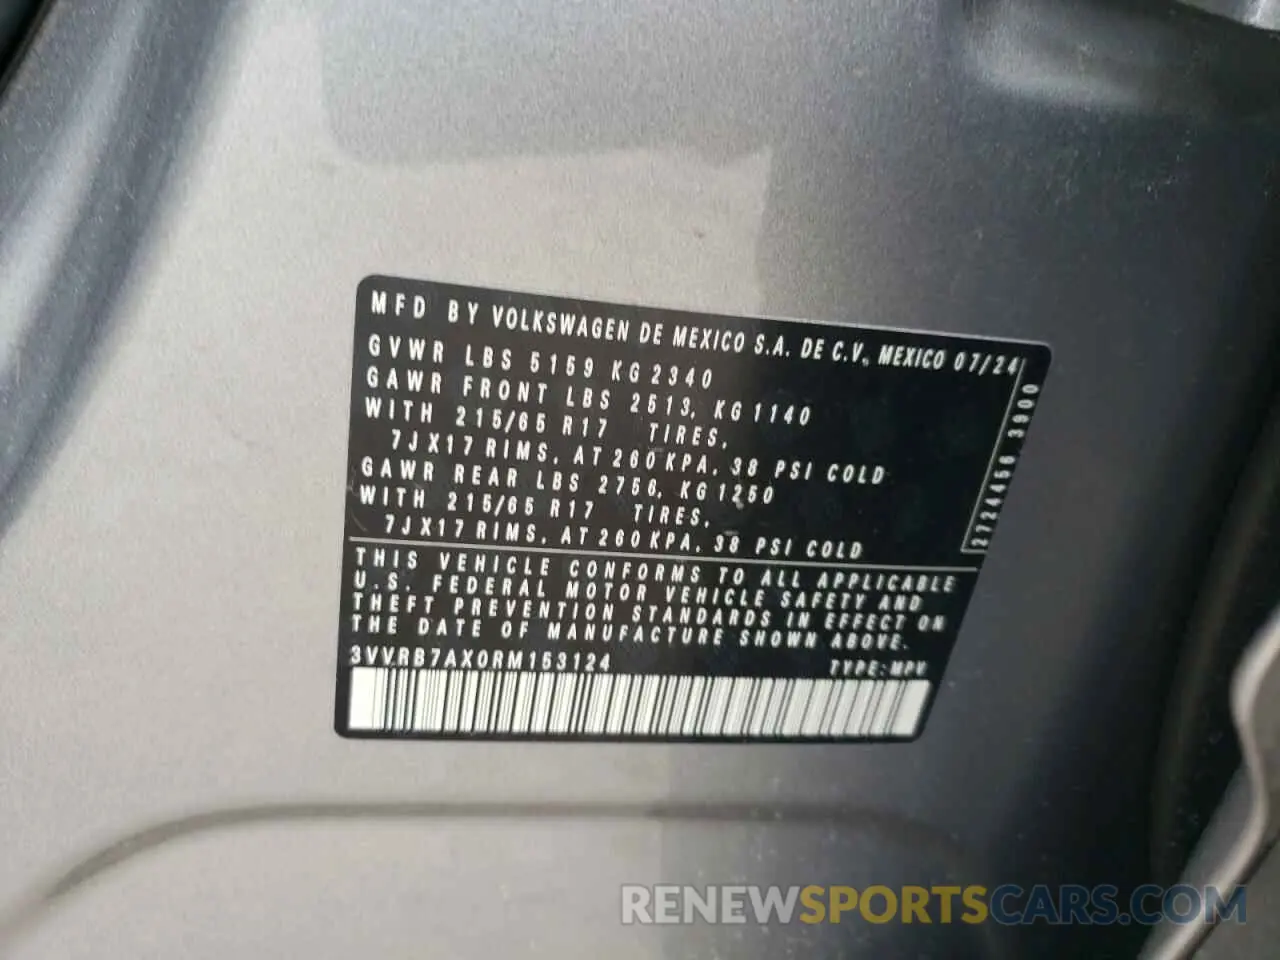 MFD BY VOLKSWAGEN DE MEXICO S.A. DE C.V., MEXICO 07/24
GVWR LBS 5159 KG 2340
GAWR FRONT LBS 2513, KG 1140
WITH 215/65 R17 TIRES,
7JX17 RIMS, AT 260 KPA, 38 PSI COLD
GAWR REAR LBS 2756, KG 1250
WITH 215/65 R17 TIRES,
7JX17 RIMS, AT 260 KPA, 38 PSI COLD
2724456 3900
THIS VEHICLE CONFORMS TO ALL APPLICABLE
U.S. FEDERAL MOTOR VEHICLE SAFETY AND
THEFT PREVENTION STANDARDS IN EFFECT ON
THE DATE OF MANUFACTURE SHOWN ABOVE.
3VVRB7AX0RM153124 TYPE: MPV
RENEWSPORTSCARS.COM